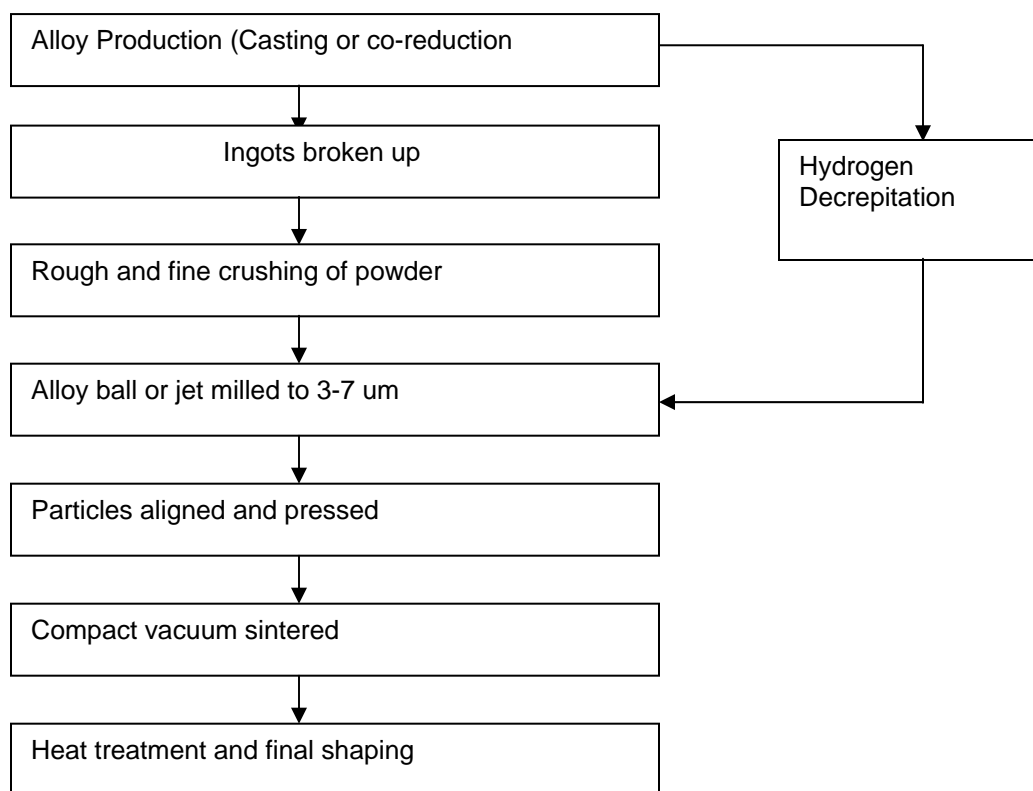 Alloy Production (Casting or co-reduction
Ingots broken up
Hydrogen
Decrepitation
Rough and fine crushing of powder
Alloy ball or jet milled to 3-7 um
Particles aligned and pressed
Compact vacuum sintered
Heat treatment and final shaping